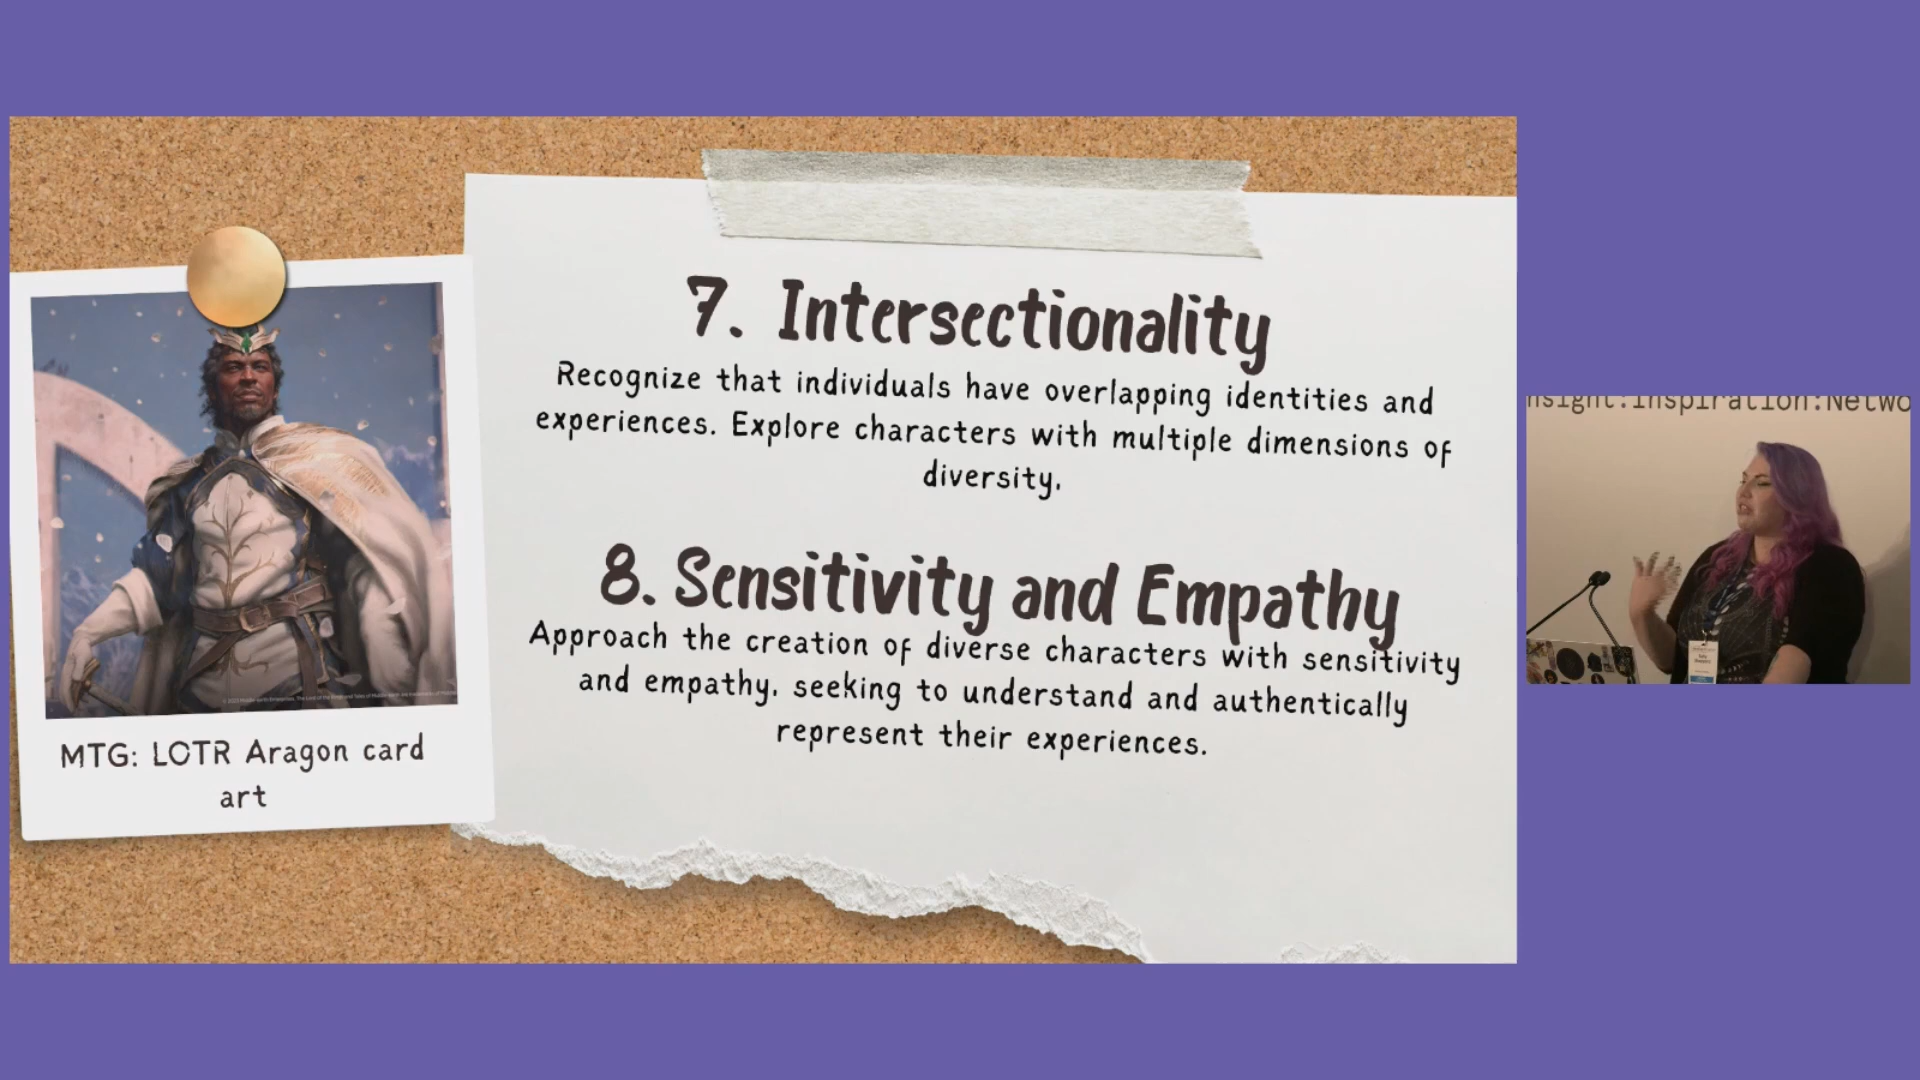 7. Intersectionality
Recognize that individuals have overlapping identities and
experiences. Explore characters with multiple dimensions of
diversity.
8. Sensitivity and Empathy
Approach the creation of diverse characters with sensitivity
and empathy, seeking to understand and authentically
represent their experiences.
MTG: LOTR Aragon card
art
nsight:Inspiration:Netwo